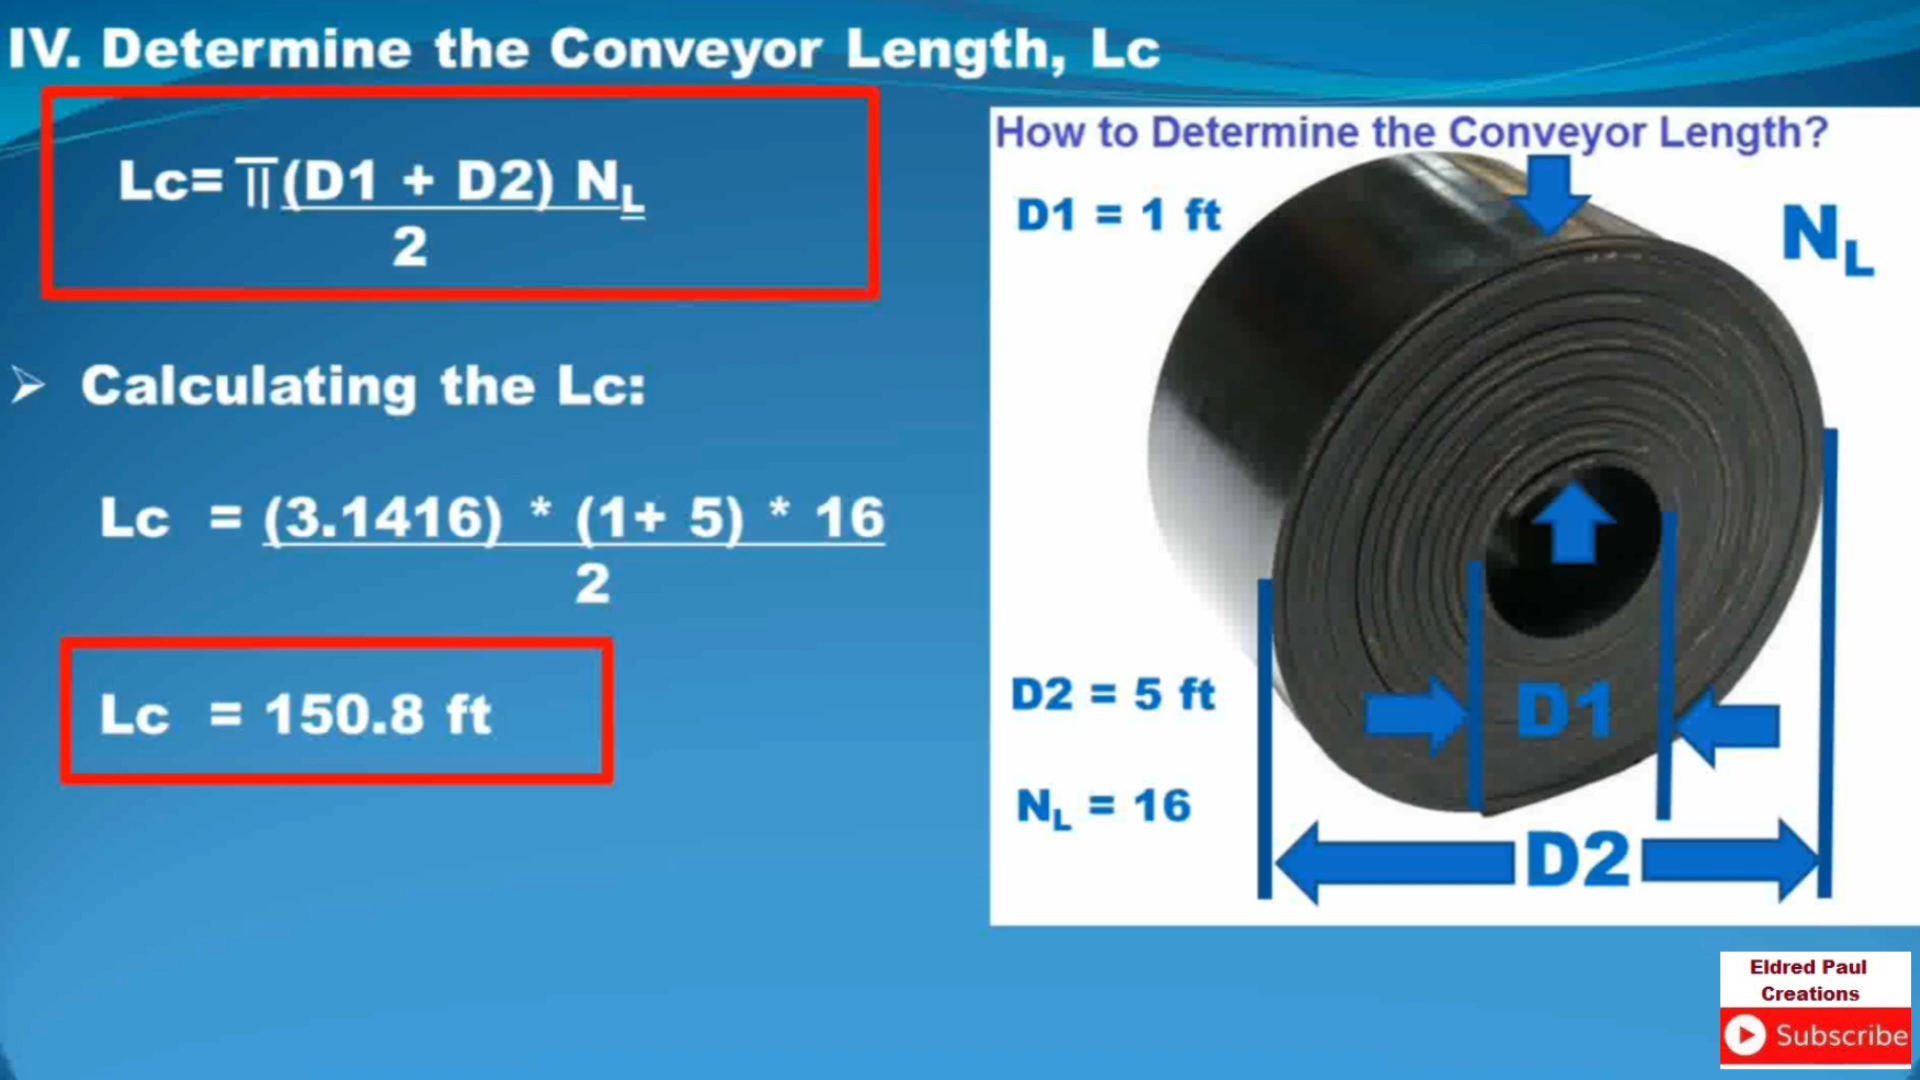 IV. Determine the Conveyor Length, Lc
Lc= π(D1 + D2) NL
2
➢ Calculating the Lc:
Lc = (3.1416) * (1+ 5) * 16
2
Lc = 150.8 ft
How to Determine the Conveyor Length?
D1 = 1 ft
NL
D2 = 5 ft
D1
NL = 16
D2
Eldred Paul
Creations
Subscribe